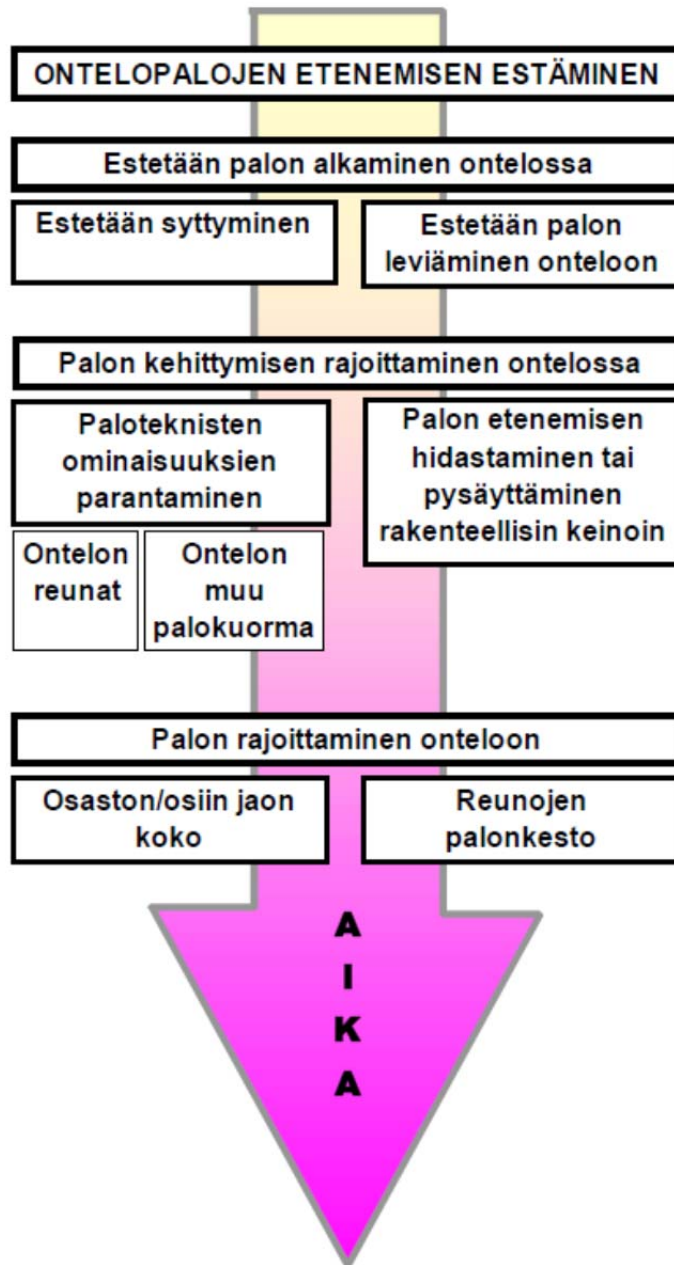 ONTELOPALOJEN ETENEMISEN ESTÄMINEN
Estetään palon alkaminen ontelossa
Estetään syttyminen
Estetään palon
leviäminen onteloon
Palon kehittymisen rajoittaminen ontelossa
Paloteknisten
ominaisuuksien
parantaminen
Palon etenemisen
hidastaminen tai
pysäyttäminen
rakenteellisin keinoin
Ontelon
reunat
Ontelon
muu
palokuorma
Palon rajoittaminen onteloon
Osaston/osiin jaon
koko
Reunojen
palonkesto
A
I
K
A